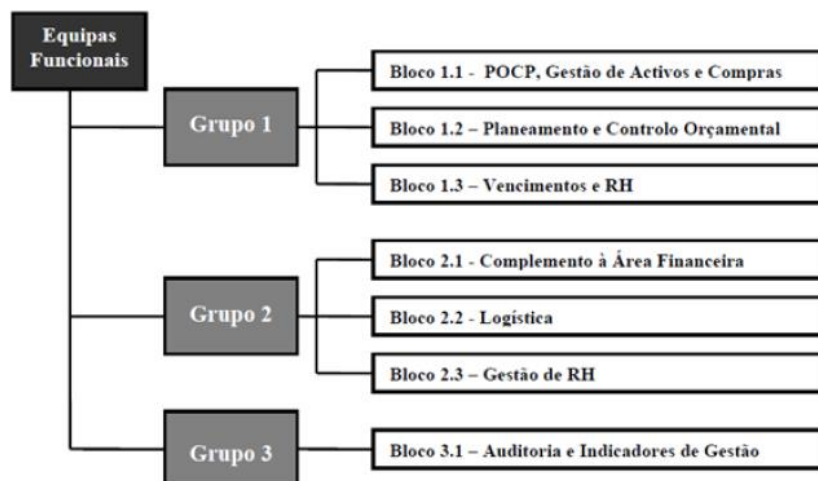 Equipas
Funcionais
Grupo 1
Bloco 1.1 - POCP, Gestão de Activos e Compras
Bloco 1.2 – Planeamento e Controlo Orçamental
Bloco 1.3 – Vencimentos e RH
Grupo 2
Bloco 2.1 - Complemento à Área Financeira
Bloco 2.2 - Logística
Bloco 2.3 – Gestão de RH
Grupo 3
Bloco 3.1 – Auditoria e Indicadores de Gestão